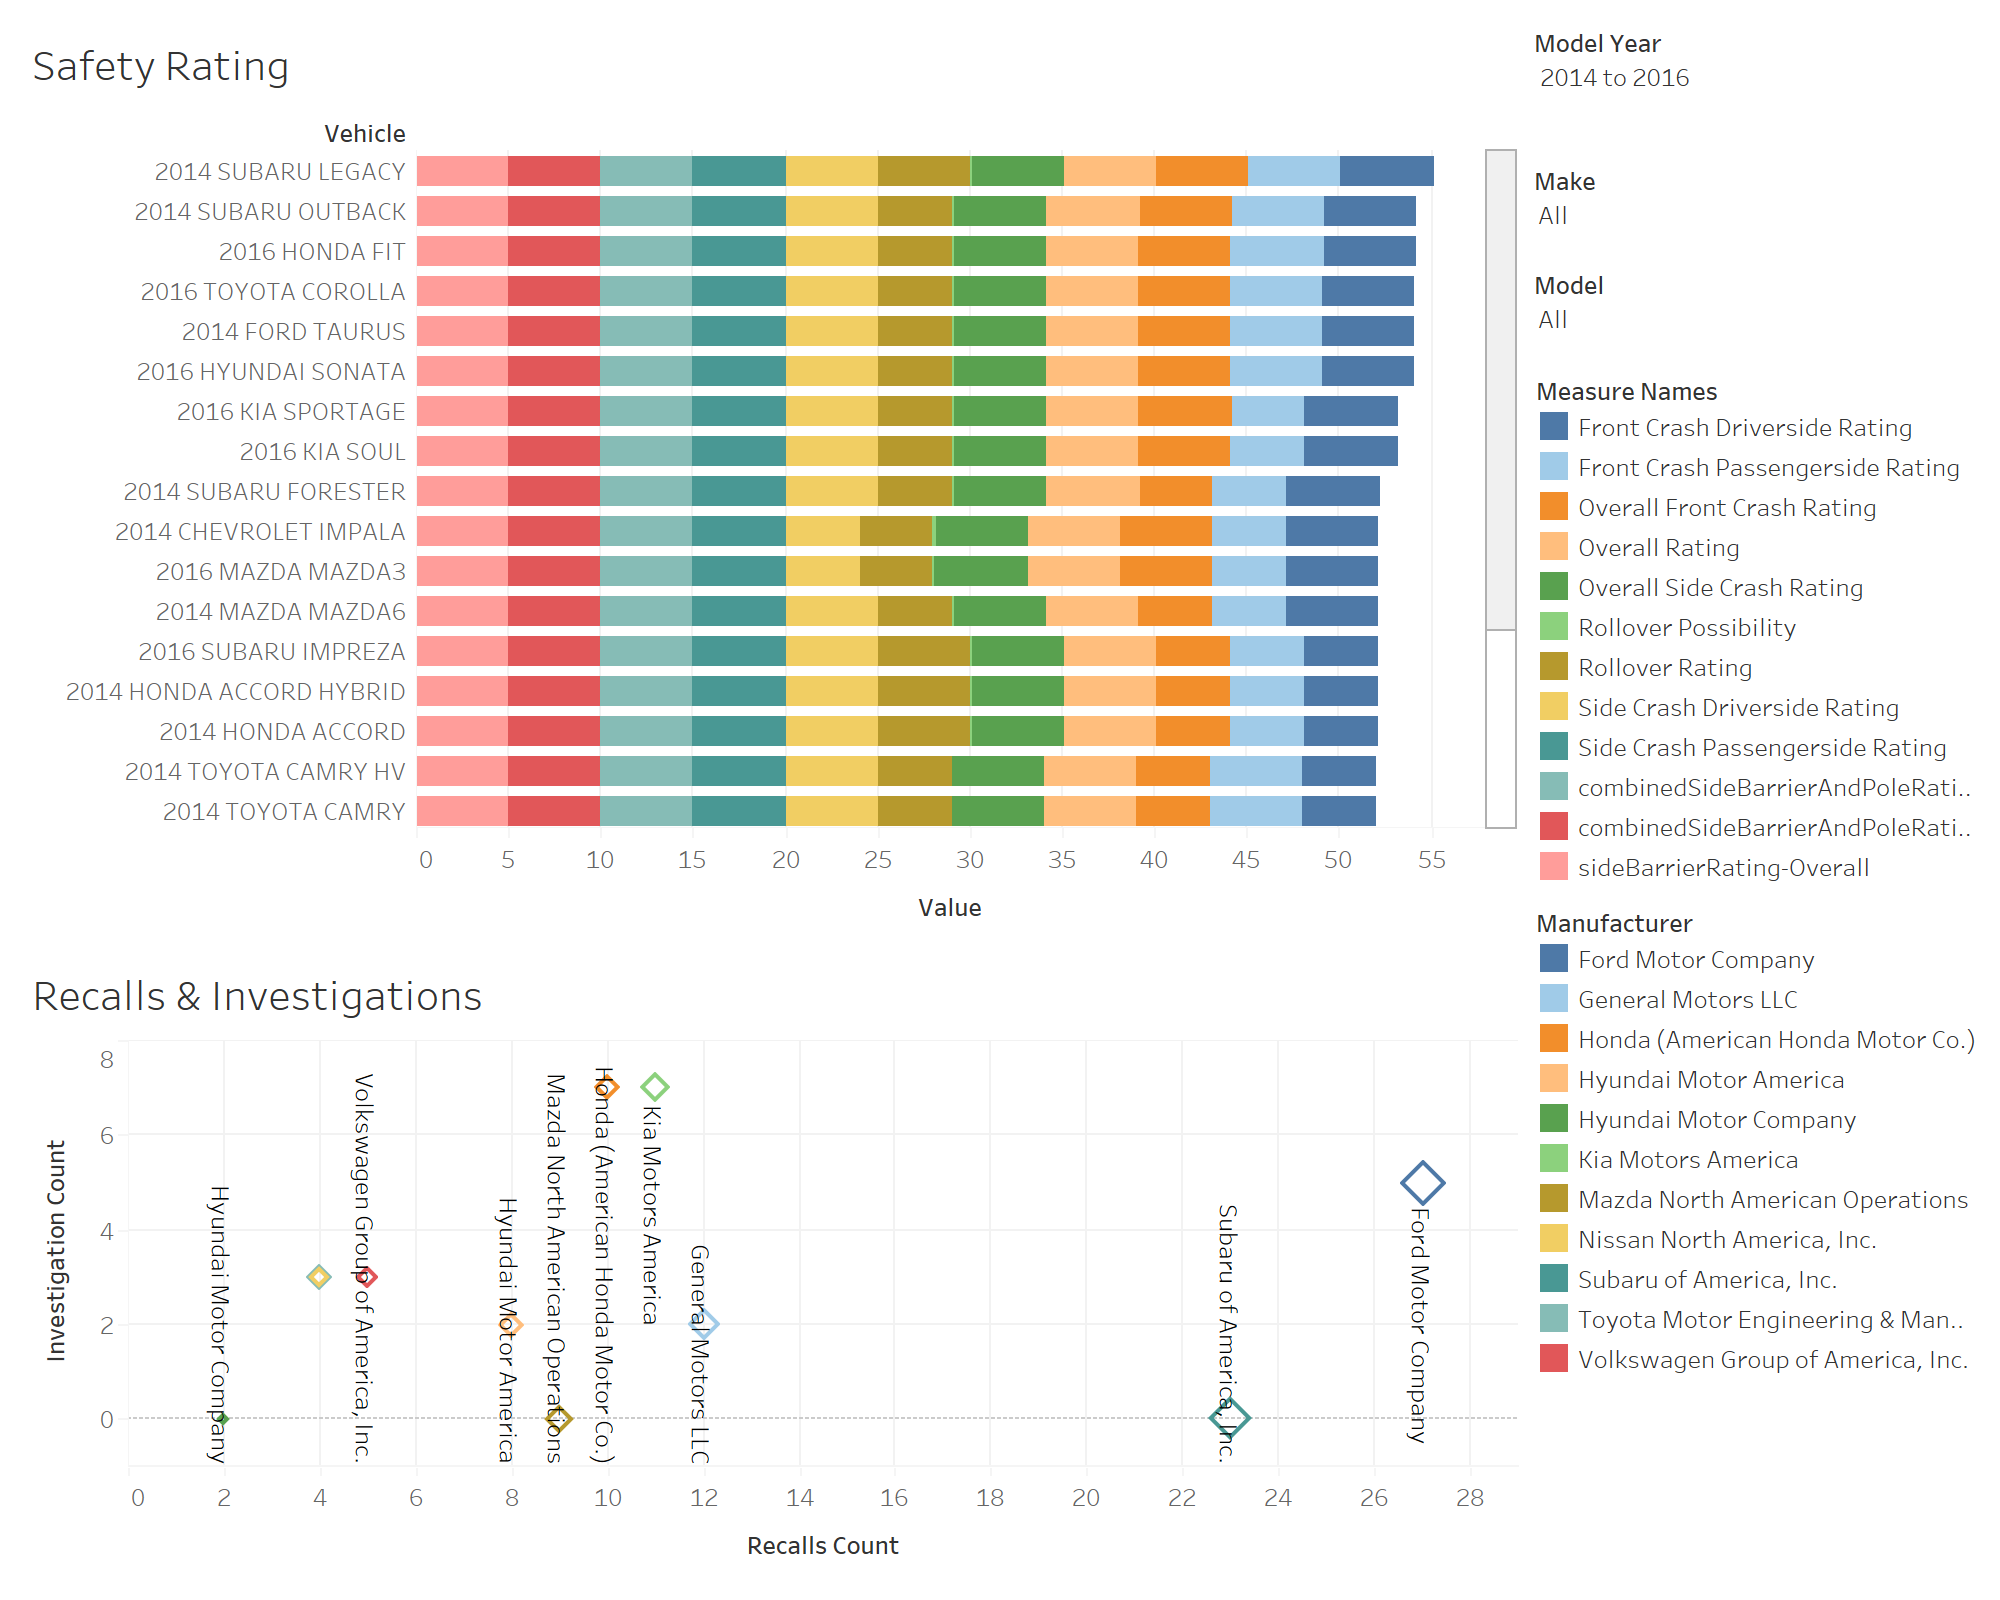 Safety Rating
Vehicle
2014 SUBARU LEGACY
2014 SUBARU OUTBACK
2016 HONDA FIT
2016 TOYOTA COROLLA
2014 FORD TAURUS
2016 HYUNDAI SONATA
2016 KIA SPORTAGE
2016 KIA SOUL
2014 SUBARU FORESTER
2014 CHEVROLET IMPALA
2016 MAZDA MAZDA3
2014 MAZDA MAZDA6
2016 SUBARU IMPREZA
2014 HONDA ACCORD HYBRID
2014 HONDA ACCORD
2014 TOYOTA CAMRY HV
2014 TOYOTA CAMRY
0 5 10 15 20 25 30 35 40 45 50 55
Value
Model Year
2014 to 2016
Make
All
Model
All
Measure Names
Front Crash Driverside Rating
Front Crash Passengerside Rating
Overall Front Crash Rating
Overall Rating
Overall Side Crash Rating
Rollover Possibility
Rollover Rating
Side Crash Driverside Rating
Side Crash Passengerside Rating
combinedSideBarrierAndPoleRati..
combinedSideBarrierAndPoleRati..
sideBarrierRating-Overall
Manufacturer
Ford Motor Company
General Motors LLC
Honda (American Honda Motor Co.)
Hyundai Motor America
Hyundai Motor Company
Kia Motors America
Mazda North American Operations
Nissan North America, Inc.
Subaru of America, Inc.
Toyota Motor Engineering & Man..
Volkswagen Group of America, Inc.
Recalls & Investigations
Investigation Count
8
6
4
2
0
Hyundai Motor Company
Volkswagen Group of America, Inc.
Hyundai Motor America
Mazda North American Operations
Honda (American Honda Motor Co.)
Kia Motors America
General Motors LLC
Subaru of America, Inc.
Ford Motor Company
0 2 4 6 8 10 12 14 16 18 20 22 24 26 28
Recalls Count